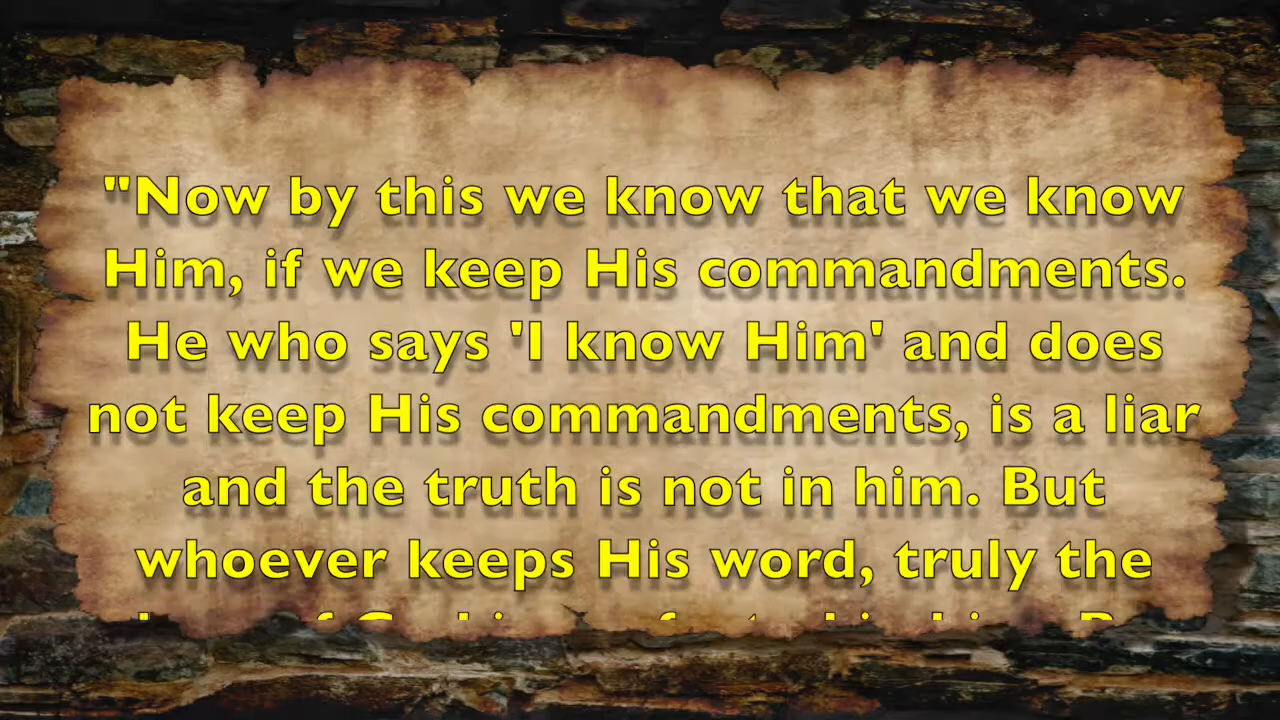 "Now by this we know that we know
Him, if we keep His commandments.
He who says 'I know Him' and does
not keep His commandments, is a liar
and the truth is not in him. But
whoever keeps His word, truly the